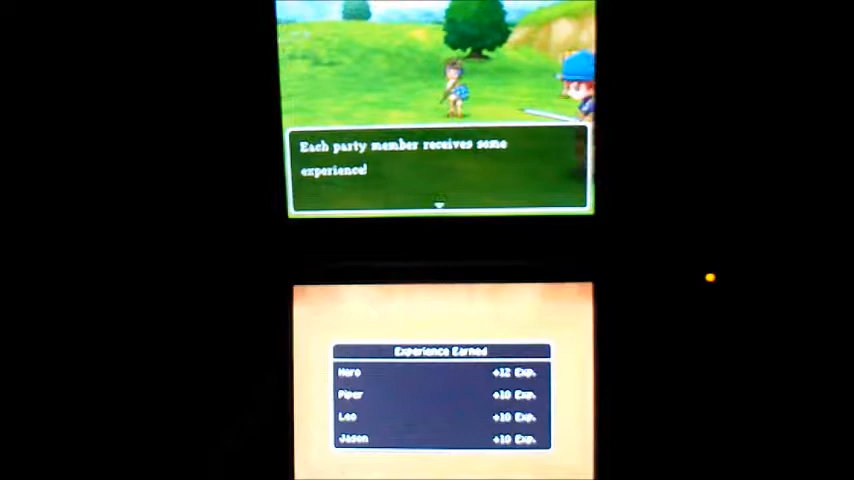 Each party member receives some
experience!
Experience Earned
Hero +12 Exp.
Piper +10 Exp.
Leo +10 Exp.
Jason +10 Exp.